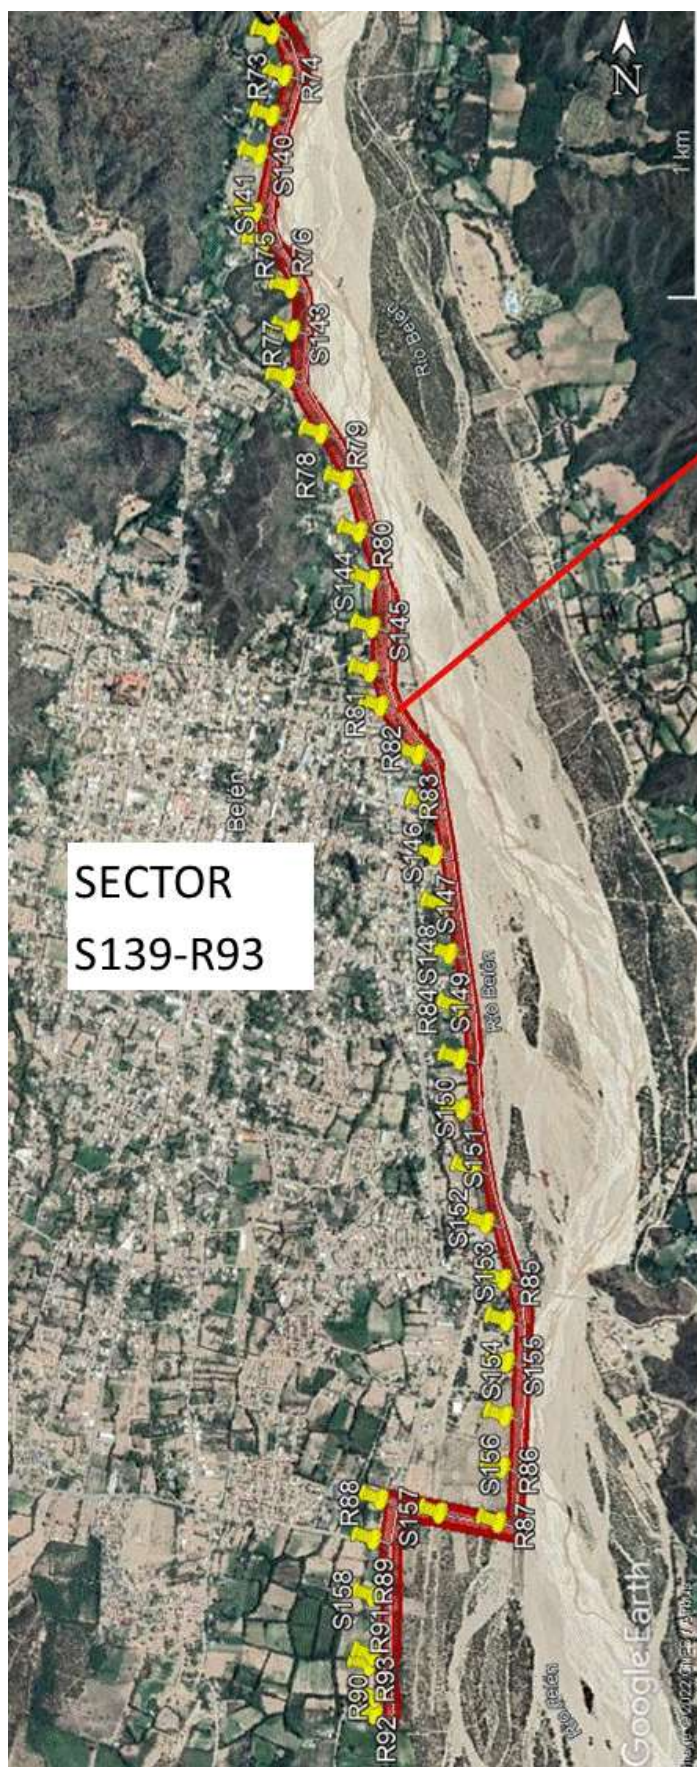 N
1 km
R73
R74
S140
S141
R75
R76
S143
R77
R78
R79
R80
S144
S145
R81
R82
R83
S146
Belén
SECTOR
S139-R93
Río Belén
S147
S148
R84
S149
Río Belén
S150
S151
S152
S153
R85
S154
S155
S156
R86
R87
S157
R88
R89
S158
R91
R90
R93
R92
Río Belén
Google Earth